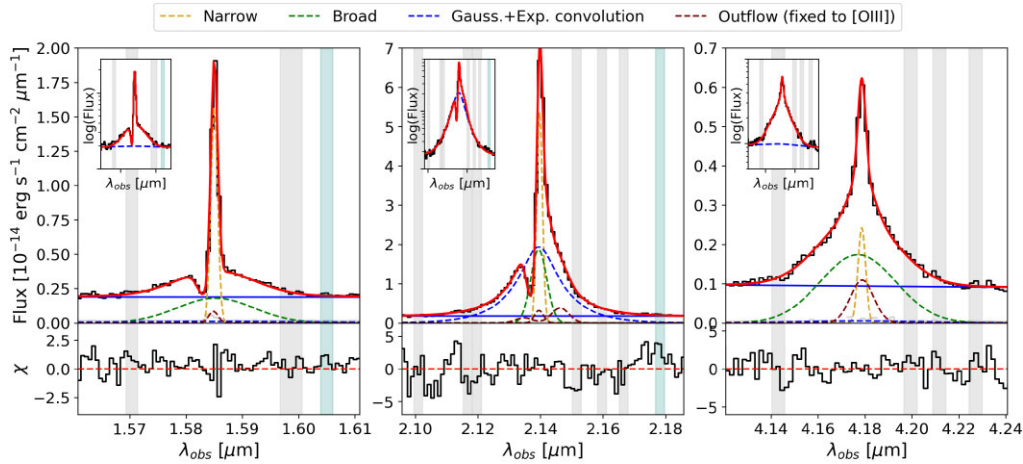 Narrow Broad Gauss.+Exp. convolution Outflow (fixed to [OIII])
Flux [10⁻¹⁴ erg s⁻¹ cm⁻² μm⁻¹]
2.00
1.75
1.50
1.25
1.00
0.75
0.50
0.25
0.00
log(Flux)
λobs [μm]
χ
2.5
0.0
−2.5
1.57 1.58 1.59 1.60 1.61
λobs [μm]
7
6
5
4
3
2
1
0
log(Flux)
λobs [μm]
5
0
−5
2.10 2.12 2.14 2.16 2.18
λobs [μm]
0.7
0.6
0.5
0.4
0.3
0.2
0.1
0.0
log(Flux)
λobs [μm]
5
0
−5
4.14 4.16 4.18 4.20 4.22 4.24
λobs [μm]